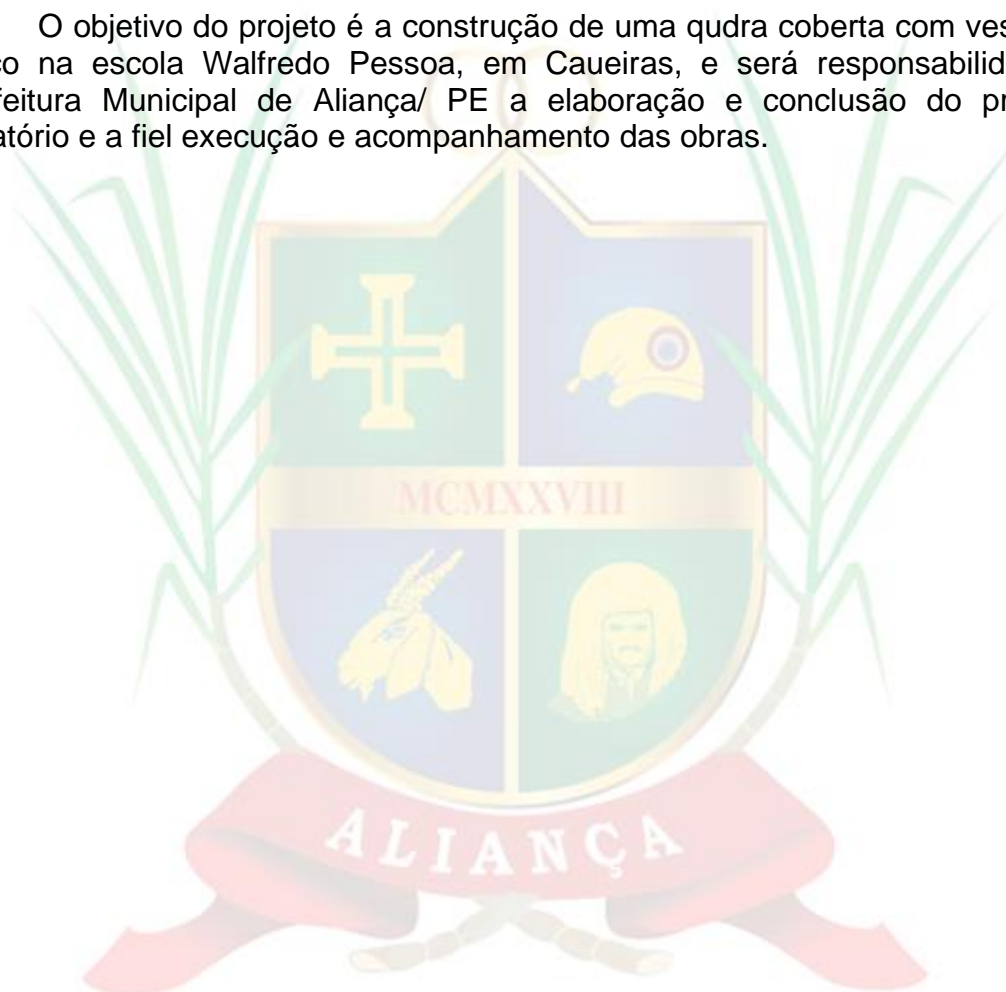 O objetivo do projeto é a construção de uma qudra coberta com ves
co na escola Walfredo Pessoa, em Caueiras, e será responsabilid
feitura Municipal de Aliança/ PE a elaboração e conclusão do pr
atório e a fiel execução e acompanhamento das obras.
MCMXXVIII
ALIANÇA